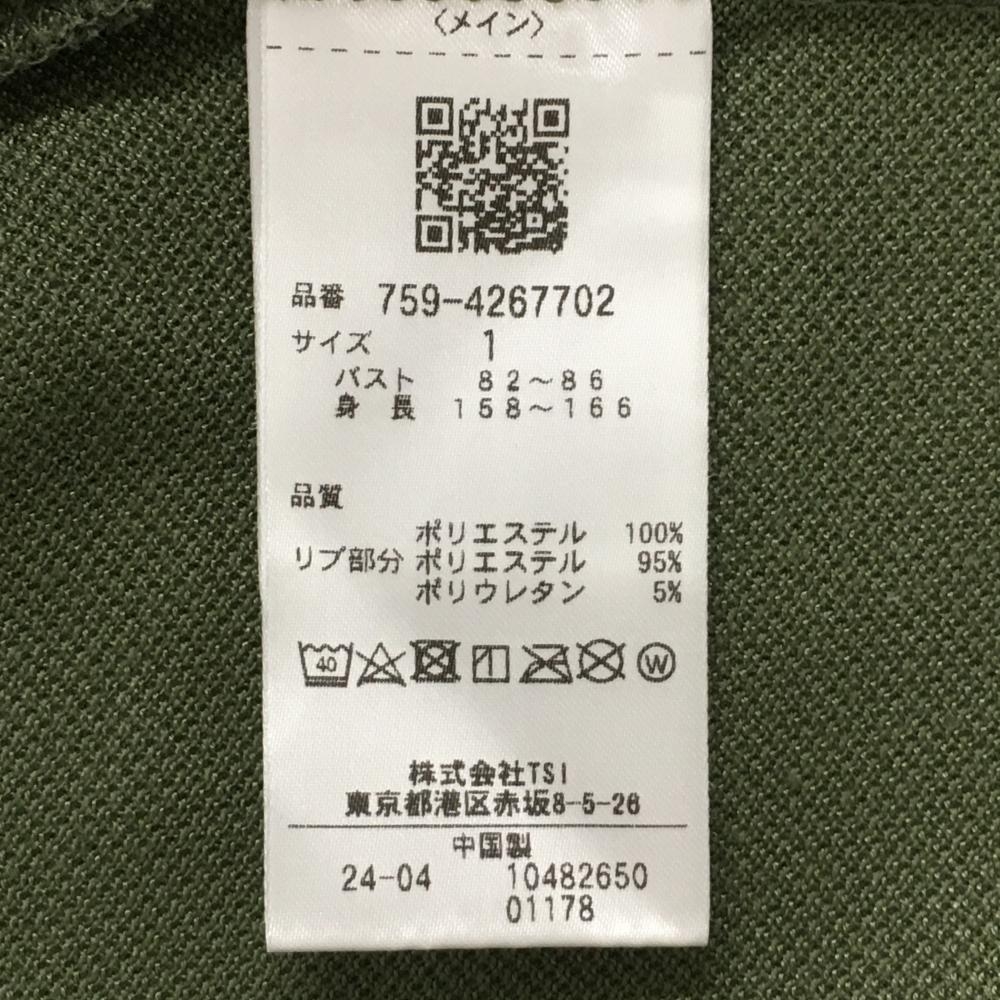 〈メイン〉
品番 759-4267702
サイズ 1
バスト 82～86
身長 158～166
品質
ポリエステル 100%
リブ部分 ポリエステル 95%
ポリウレタン 5%
40 W
株式会社TSI
東京都港区赤坂8-5-26
中国製
24-04 10482650
01178